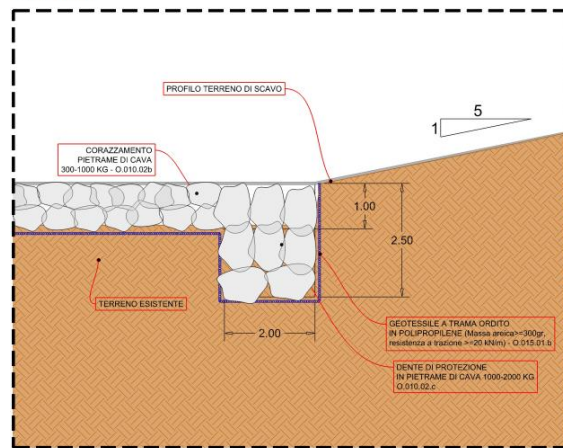 PROFILO TERRENO DI SCAVO
5
1
CORAZZAMENTO
PIETRAME DI CAVA
300-1000 KG - O.010.02b
1.00
2.50
TERRENO ESISTENTE
2.00
GEOTESSILE A TRAMA ORDITO
IN POLIPROPILENE (Massa areica>=300gr,
resistenza a trazione >=20 kN/m) - O.015.01.b
DENTE DI PROTEZIONE
IN PIETRAME DI CAVA 1000-2000 KG
O.010.02.c